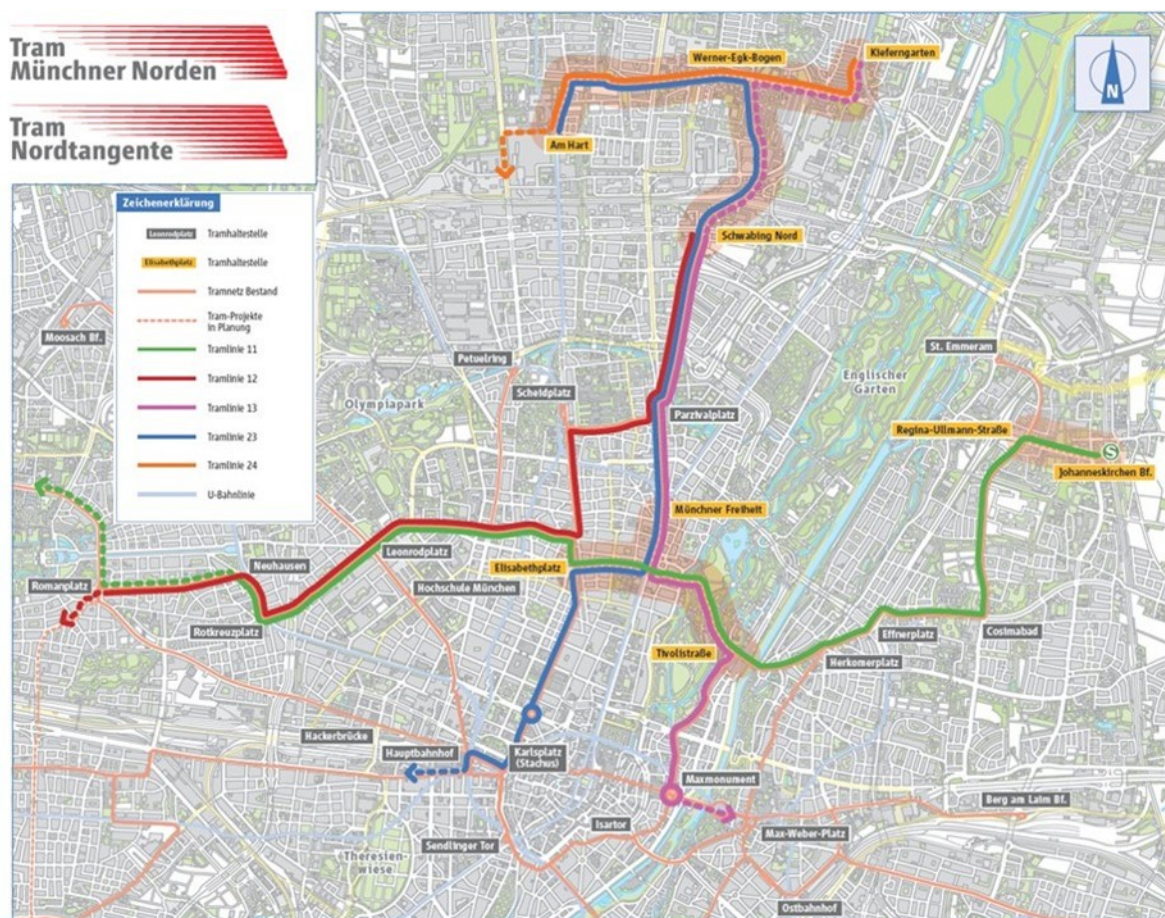 Tram
Münchner Norden
Tram
Nordtangente
Zeichenerklärung
Leonrodplatz Tramhaltestelle
Elisabethplatz Tramhaltestelle
Tramnetz Bestand
Tram-Projekte
in Planung
Tramlinie 11
Tramlinie 12
Tramlinie 13
Tramlinie 23
Tramlinie 24
U-Bahnlinie
N
Werner-Egk-Bogen
Kieferngarten
Am Hart
Schwabing Nord
Moosach Bf.
Petuelring
Scheidplatz
Olympiapark
Parzivalplatz
Englischer
Garten
St. Emmeram
Regina-Ullmann-Straße
S
Johanneskirchen Bf.
Münchner Freiheit
Leonrodplatz
Neuhausen
Romanplatz
Rotkreuzplatz
Hochschule München
Elisabethplatz
Tivolistraße
Effnerplatz
Cosimabad
Herkomerplatz
Hackerbrücke
Hauptbahnhof
Karlsplatz
(Stachus)
Maxmonument
Berg am Laim Bf.
Isartor
Max-Weber-Platz
Sendlinger Tor
Theresien-
wiese
Ostbahnhof